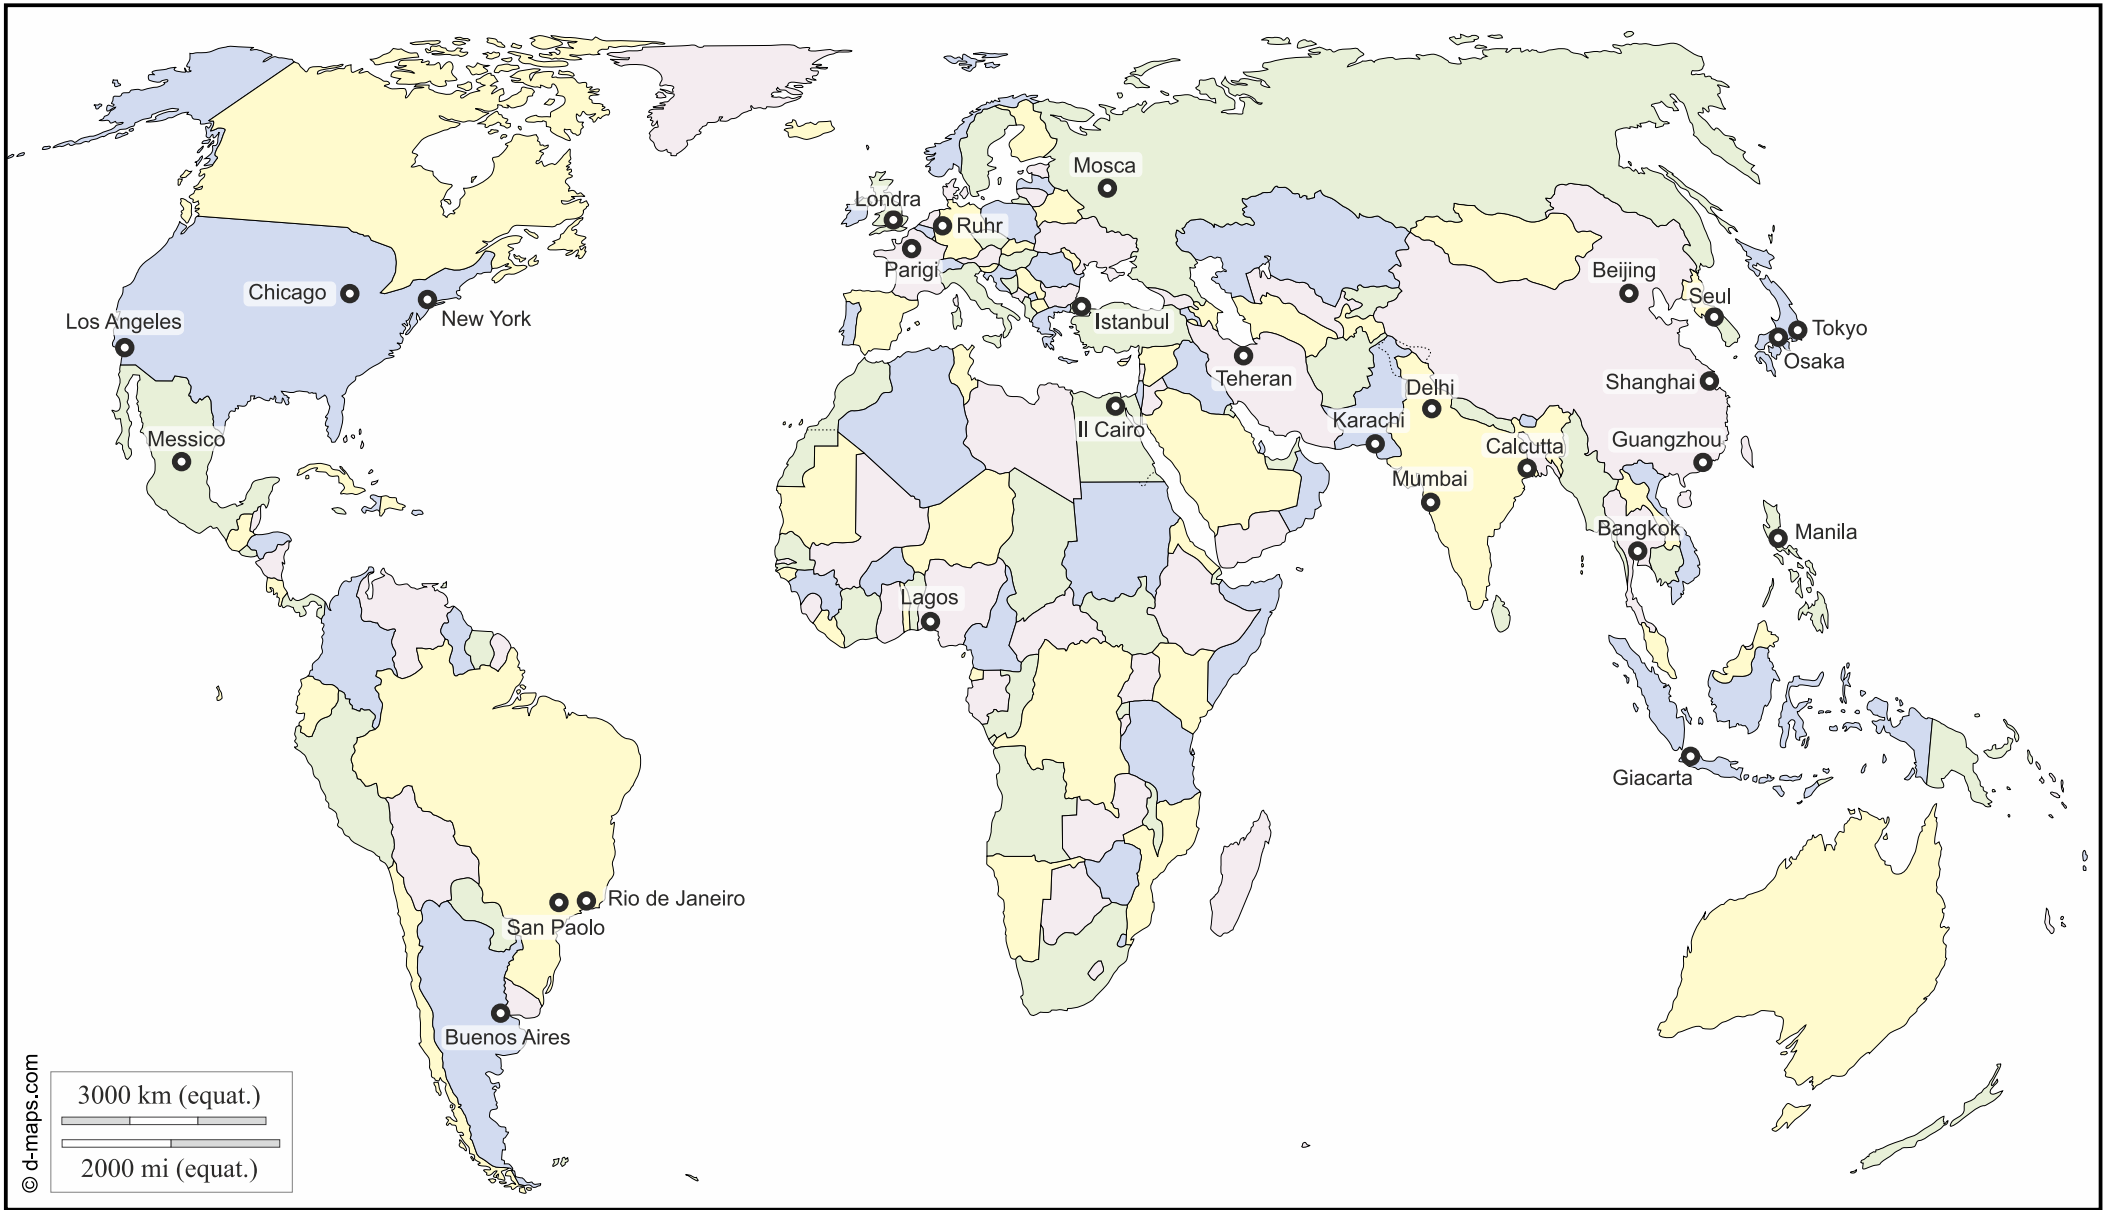 Mosca
Londra
Ruhr
Parigi
Beijing
Chicago
Seul
New York
Los Angeles
Istanbul
Tokyo
Osaka
Teheran
Shanghai
Delhi
Karachi
Il Cairo
Messico
Guangzhou
Calcutta
Mumbai
Bangkok
Manila
Lagos
Giacarta
Rio de Janeiro
San Paolo
Buenos Aires
© d-maps.com
3000 km (equat.)
2000 mi (equat.)